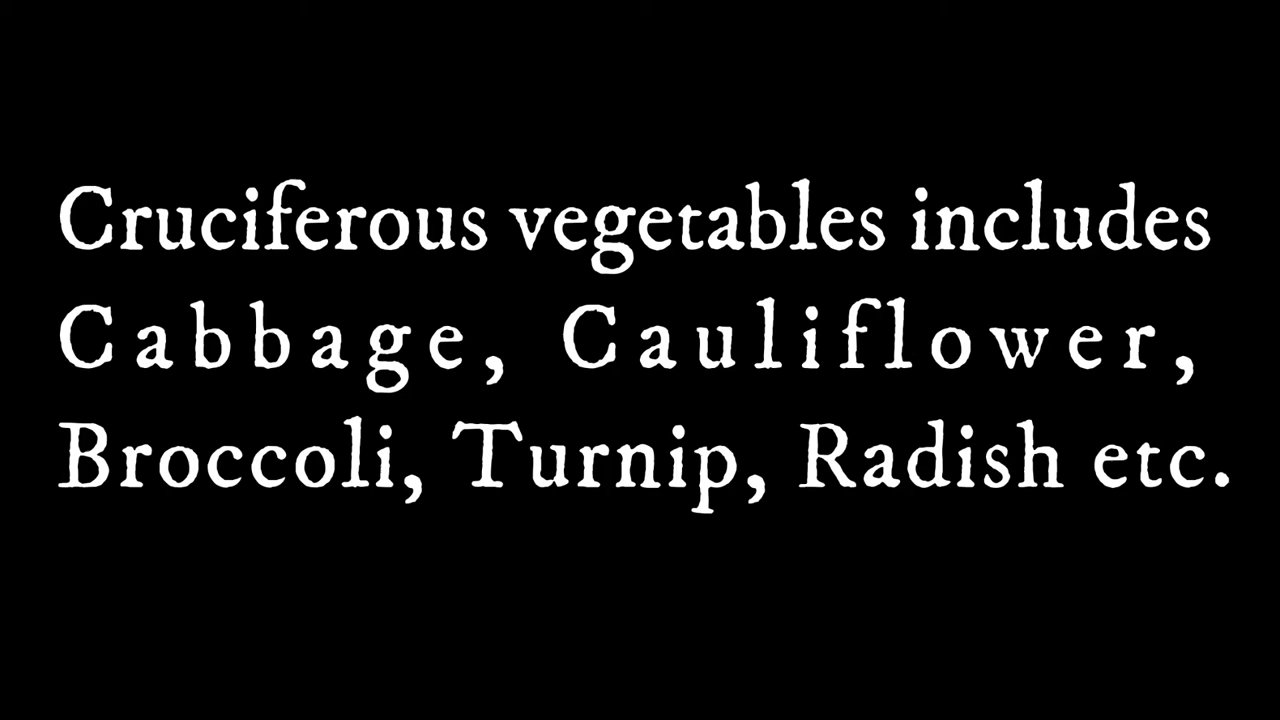 Cruciferous vegetables includes
Cabbage, Cauliflower,
Broccoli, Turnip, Radish etc.